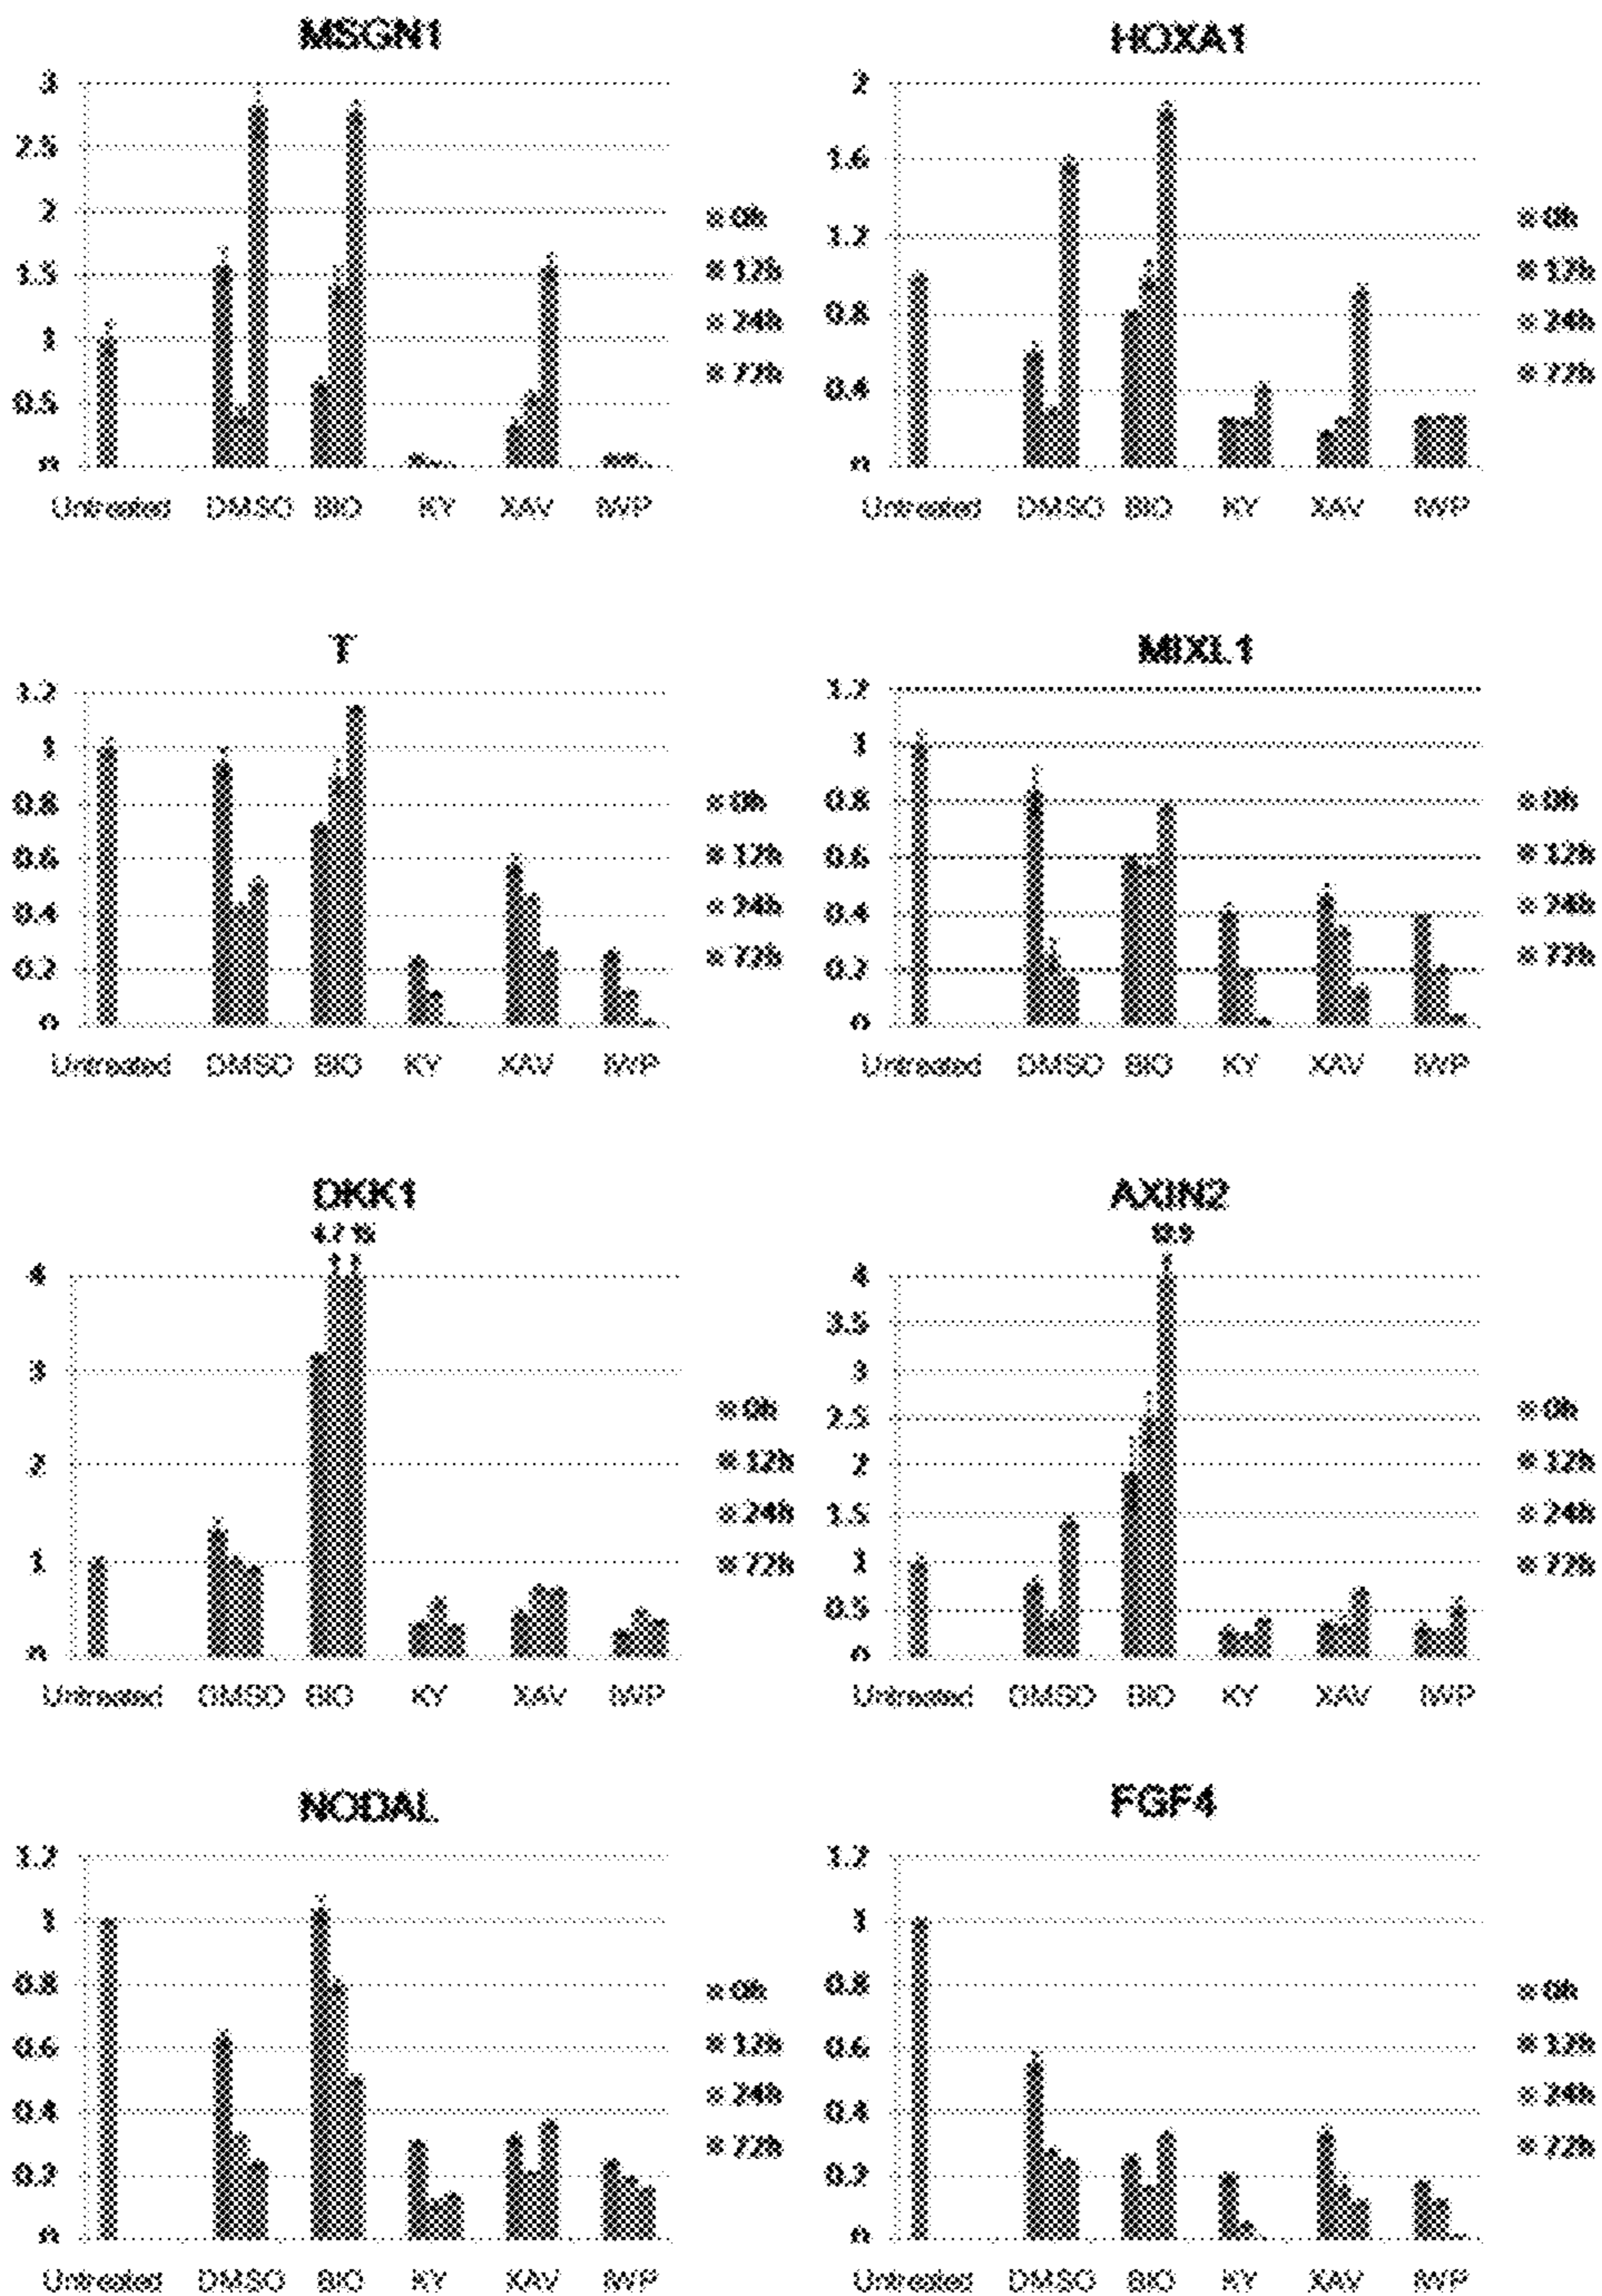 MSGN1
3
2.5
2
1.5
1
0.5
0
0h
12h
24h
72h
Untreated DMSO BIO KY XAV IWP
HOXA1
2
1.6
1.2
0.8
0.4
0
0h
12h
24h
72h
Untreated DMSO BIO KY XAV IWP
T
1.2
1
0.8
0.6
0.4
0.2
0
0h
12h
24h
72h
Untreated DMSO BIO KY XAV IWP
MIXL1
1.2
1
0.8
0.6
0.4
0.2
0
0h
12h
24h
72h
Untreated DMSO BIO KY XAV IWP
DKK1
4.7
4
3
2
1
0
0h
12h
24h
72h
Untreated DMSO BIO KY XAV IWP
AXIN2
4
3.5
3
2.5
2
1.5
1
0.5
0
0h
12h
24h
72h
Untreated DMSO BIO KY XAV IWP
NODAL
1.2
1
0.8
0.6
0.4
0.2
0
0h
12h
24h
72h
Untreated DMSO BIO KY XAV IWP
FGF4
1.2
1
0.8
0.6
0.4
0.2
0
0h
12h
24h
72h
Untreated DMSO BIO KY XAV IWP